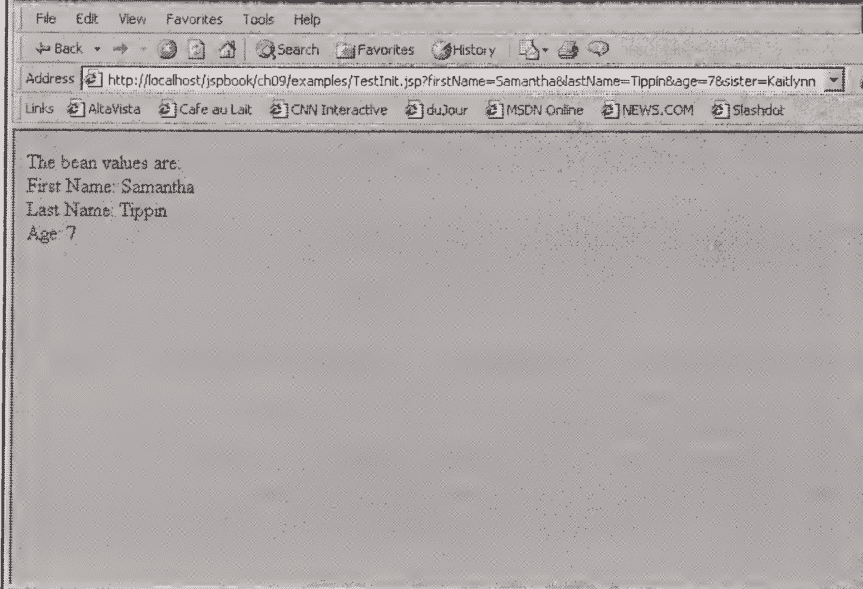 File Edit View Favorites Tools Help
Back Search Favorites History
Address http://localhost/jspbook/ch09/examples/TestInit.jsp?firstName=Samantha&lastName=Tippin&age=7&sister=Kaitlynn
Links AltaVista Cafe au Lait CNN Interactive duJour MSDN Online NEWS.COM Slashdot
The bean values are:
First Name: Samantha
Last Name: Tippin
Age: 7